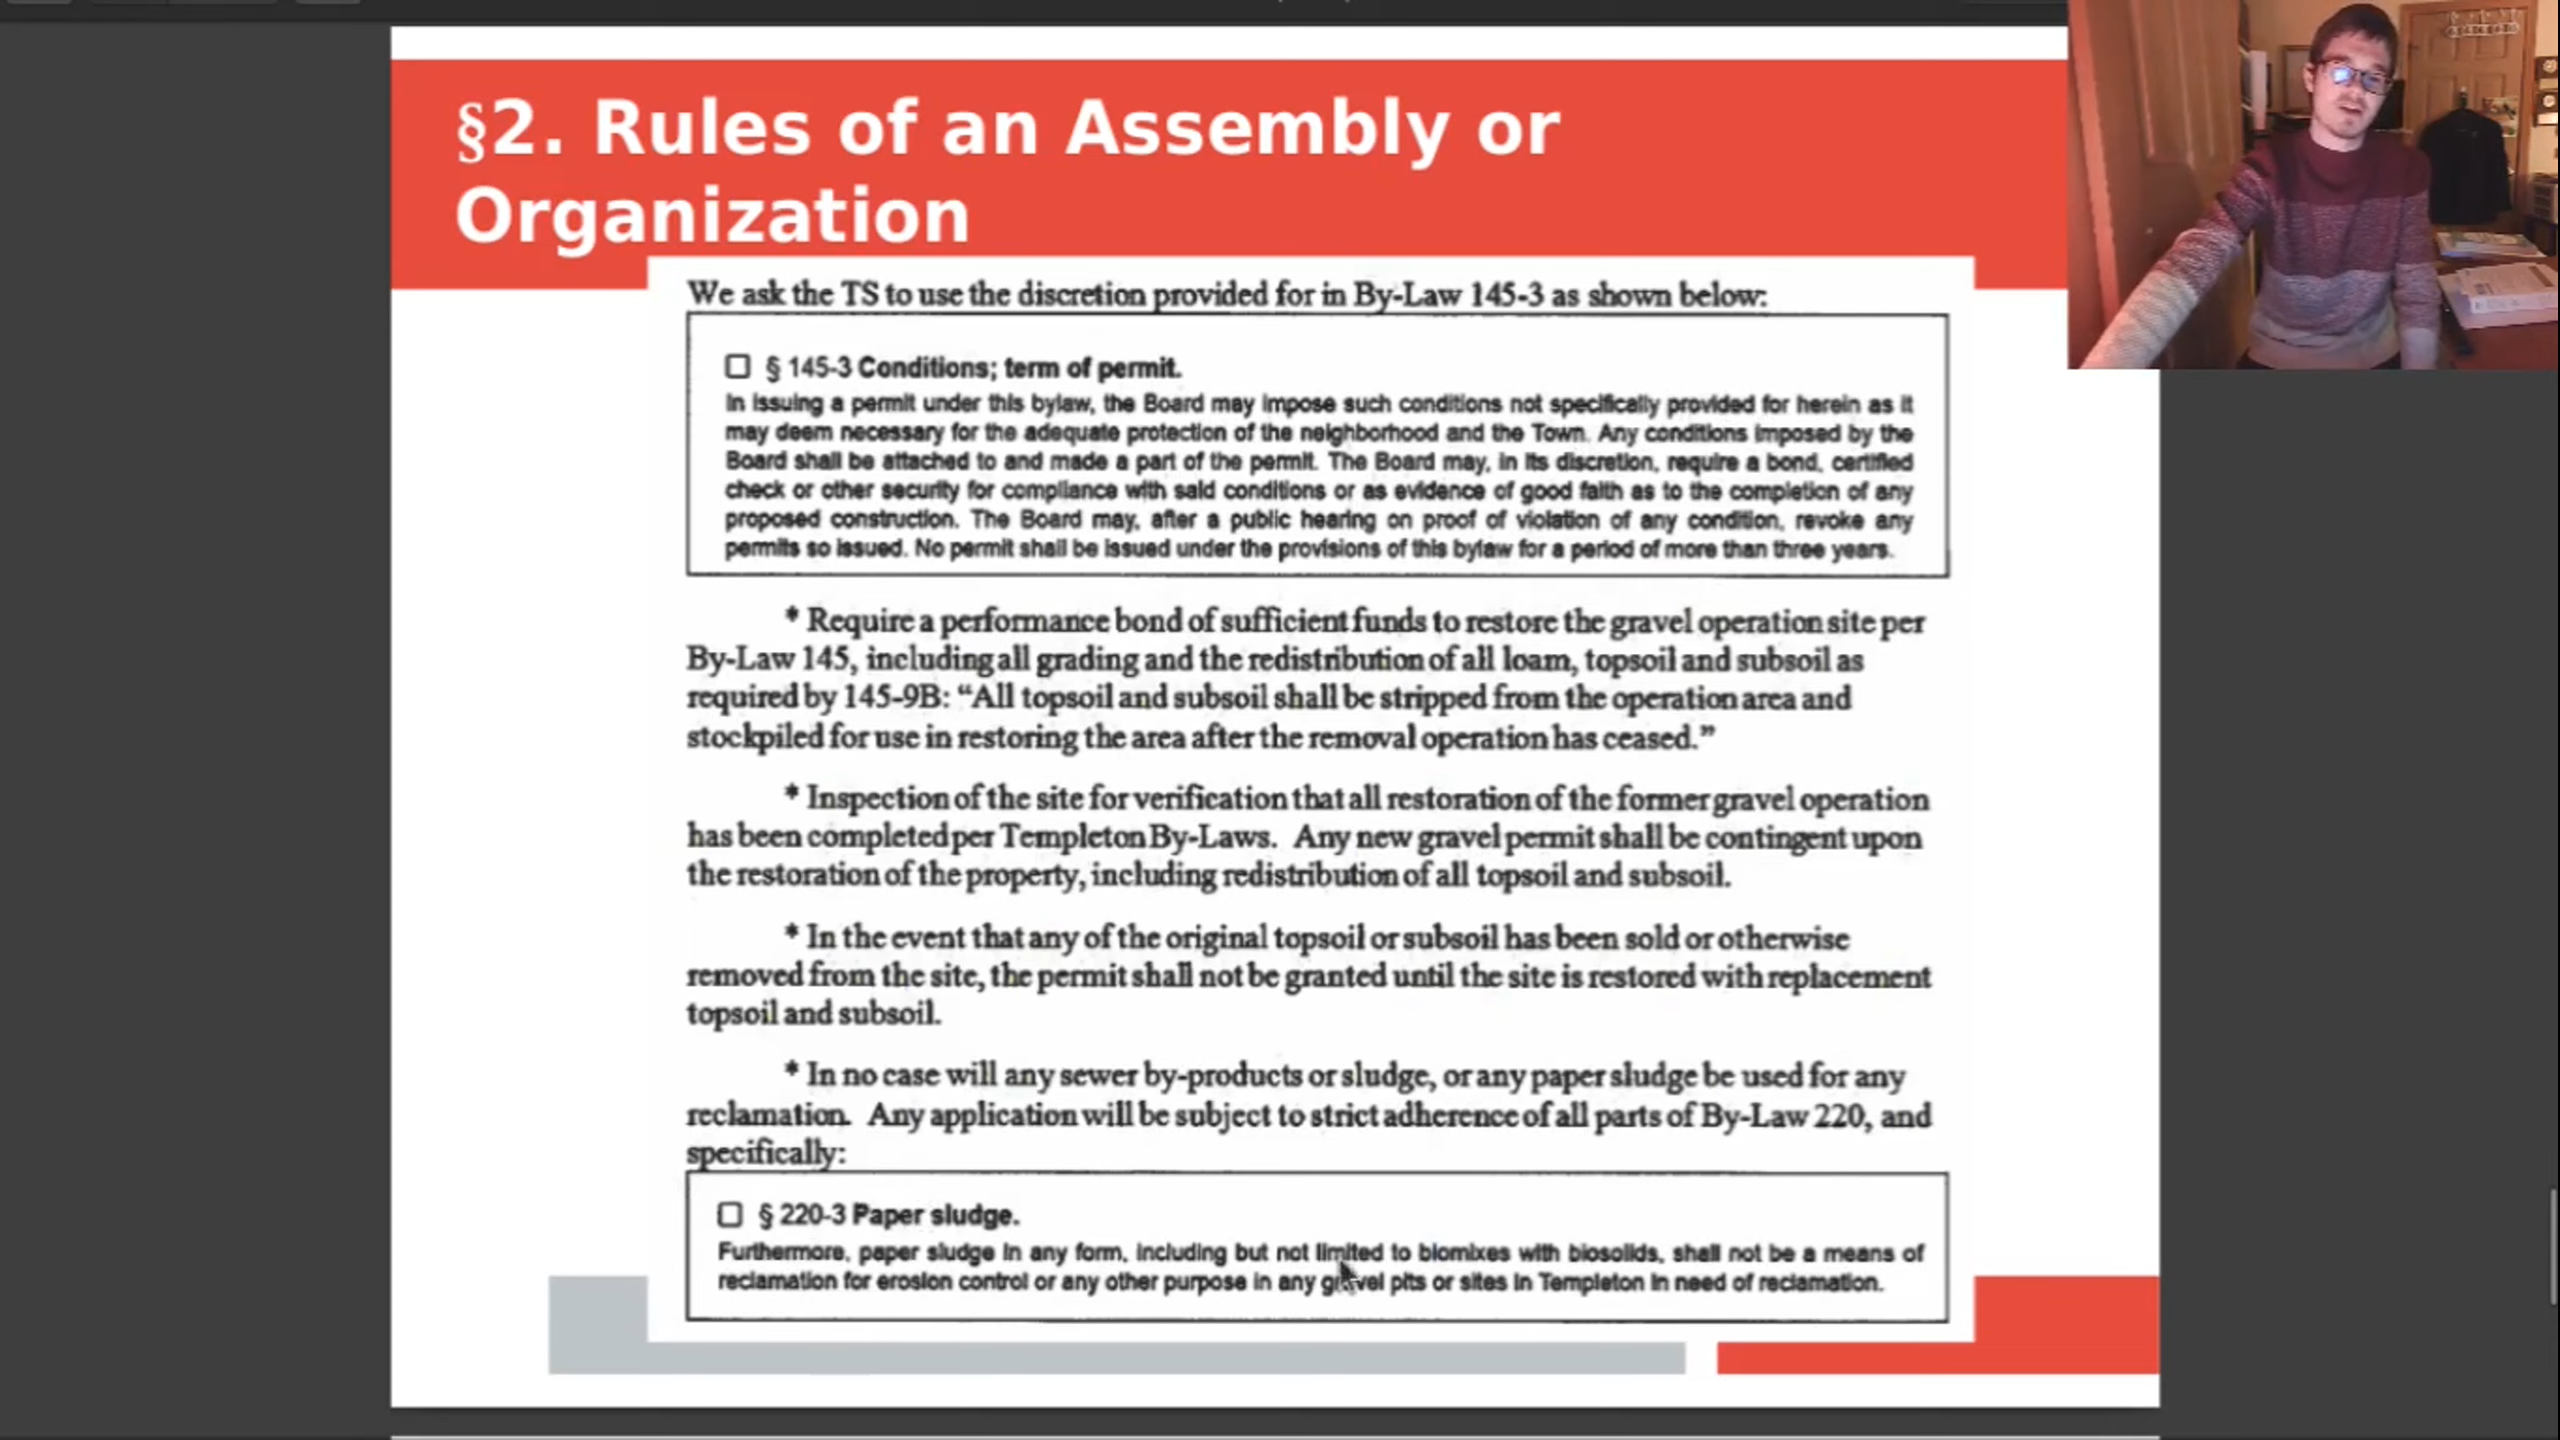 §2. Rules of an Assembly or
Organization
We ask the TS to use the discretion provided for in By-Law 145-3 as shown below:
§ 145-3 Conditions; term of permit.
In issuing a permit under this bylaw, the Board may impose such conditions not specifically provided for herein as it
may deem necessary for the adequate protection of the neighborhood and the Town. Any conditions imposed by the
Board shall be attached to and made a part of the permit. The Board may, in its discretion, require a bond, certified
check or other security for compliance with said conditions or as evidence of good faith as to the completion of any
proposed construction. The Board may, after a public hearing on proof of violation of any condition, revoke any
permits so issued. No permit shall be issued under the provisions of this bylaw for a period of more than three years.
* Require a performance bond of sufficient funds to restore the gravel operation site per
By-Law 145, including all grading and the redistribution of all loam, topsoil and subsoil as
required by 145-9B: “All topsoil and subsoil shall be stripped from the operation area and
stockpiled for use in restoring the area after the removal operation has ceased.”
* Inspection of the site for verification that all restoration of the former gravel operation
has been completed per Templeton By-Laws. Any new gravel permit shall be contingent upon
the restoration of the property, including redistribution of all topsoil and subsoil.
* In the event that any of the original topsoil or subsoil has been sold or otherwise
removed from the site, the permit shall not be granted until the site is restored with replacement
topsoil and subsoil.
* In no case will any sewer by-products or sludge, or any paper sludge be used for any
reclamation. Any application will be subject to strict adherence of all parts of By-Law 220, and
specifically:
§ 220-3 Paper sludge.
Furthermore, paper sludge in any form, including but not limited to biomixes with biosolids, shall not be a means of
reclamation for erosion control or any other purpose in any gravel pits or sites in Templeton in need of reclamation.